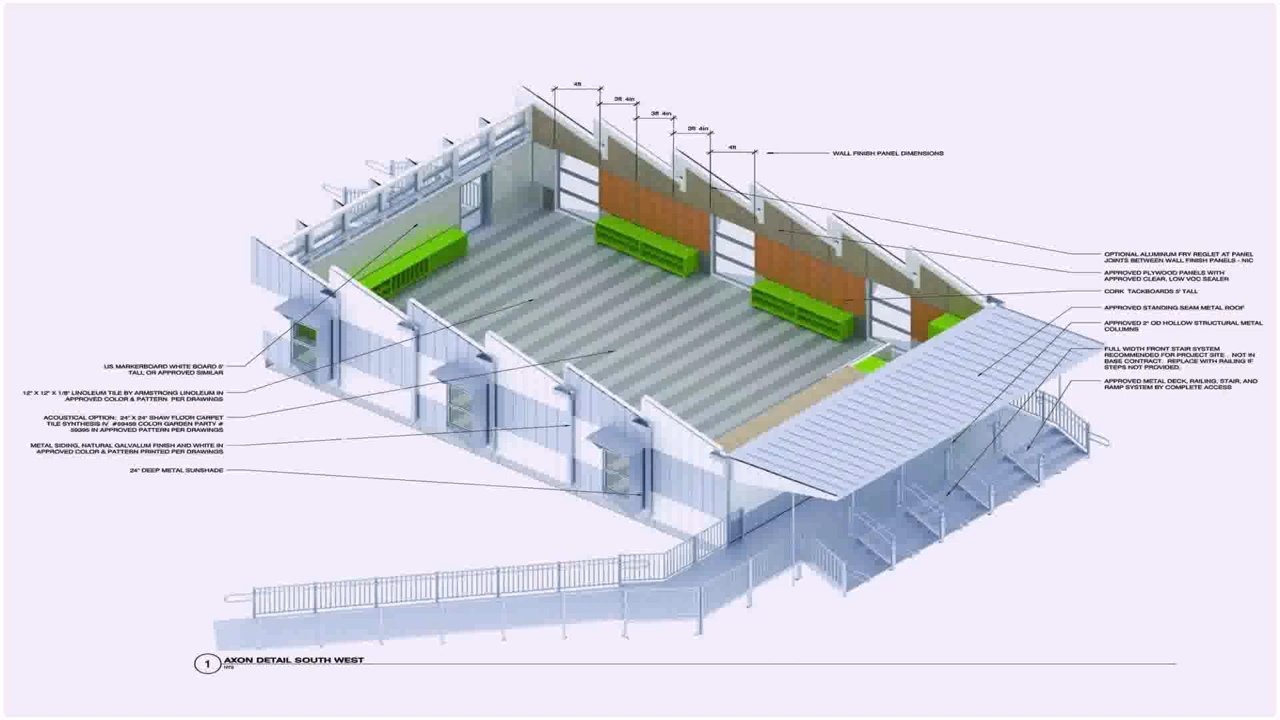 4ft
3ft 4in
3ft 4in
3ft 4in
4ft
WALL FINISH PANEL DIMENSIONS
OPTIONAL ALUMINUM FRY REGLET AT PANEL
JOINTS BETWEEN WALL FINISH PANELS - NIC
APPROVED PLYWOOD PANELS WITH
APPROVED CLEAR, LOW VOC SEALER
CORK TACKBOARDS 5' TALL
APPROVED STANDING SEAM METAL ROOF
APPROVED 2" OD HOLLOW STRUCTURAL METAL
COLUMNS
FULL WIDTH FRONT STAIR SYSTEM
RECOMMENDED FOR PROJECT SITE - NOT IN
BASE CONTRACT. REPLACE WITH RAILING IF
STEPS NOT PROVIDED.
APPROVED METAL DECK, RAILING, STAIR, AND
RAMP SYSTEM BY COMPLETE ACCESS
US MARKERBOARD WHITE BOARD 5'
TALL OR APPROVED SIMILAR
12" X 12" X 1/8" LINOLEUM TILE BY ARMSTRONG LINOLEUM IN
APPROVED COLOR & PATTERN PER DRAWINGS
ACOUSTICAL OPTION: 24" X 24" SHAW FLOOR CARPET
TILE SYNTHESIS IV #59458 COLOR GARDEN PARTY #
59395 IN APPROVED PATTERN PER DRAWINGS
METAL SIDING, NATURAL GALVALUM FINISH AND WHITE IN
APPROVED COLOR & PATTERN PRINTED PER DRAWINGS
24" DEEP METAL SUNSHADE
1 AXON DETAIL SOUTH WEST
NTS